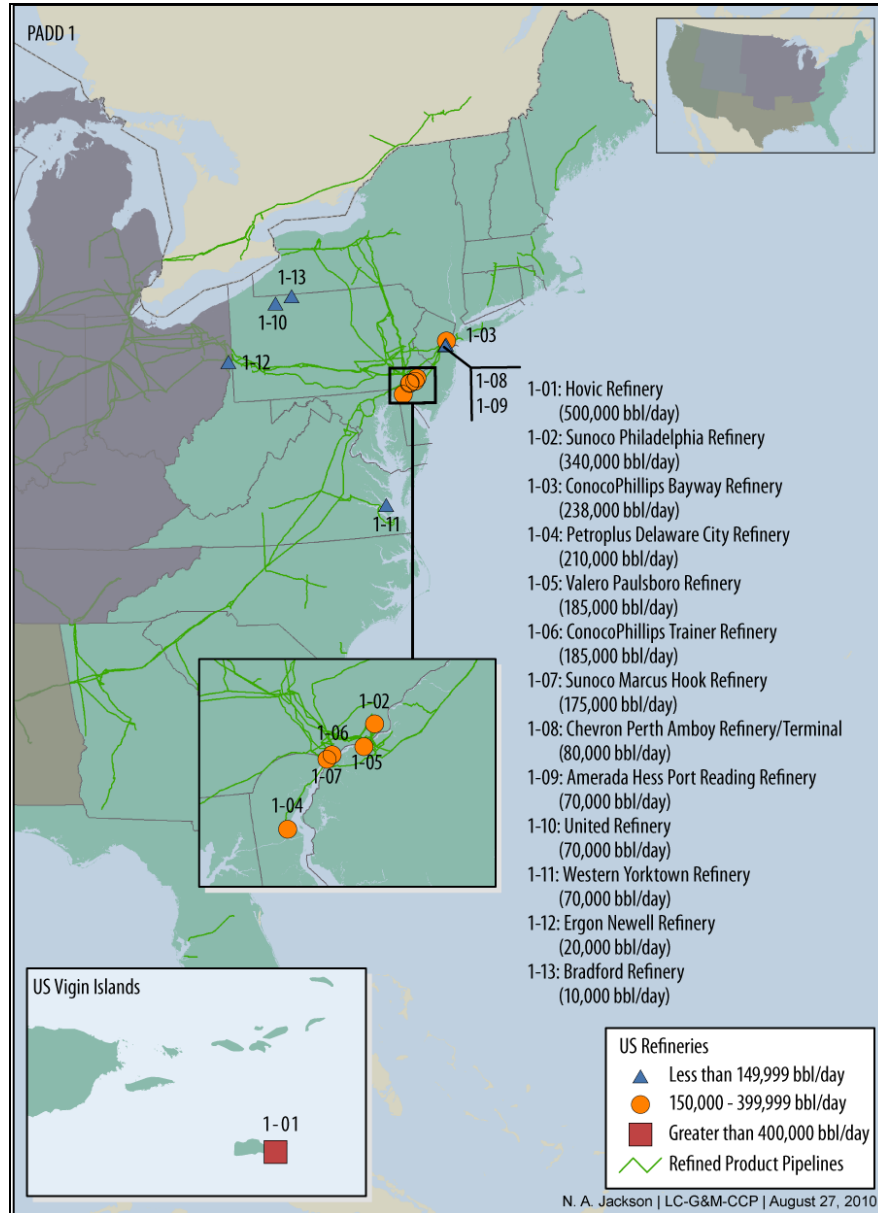 PADD 1
1-13
1-10
1-12
1-03
1-08
1-09
1-11
1-01: Hovic Refinery
(500,000 bbl/day)
1-02: Sunoco Philadelphia Refinery
(340,000 bbl/day)
1-03: ConocoPhillips Bayway Refinery
(238,000 bbl/day)
1-04: Petroplus Delaware City Refinery
(210,000 bbl/day)
1-05: Valero Paulsboro Refinery
(185,000 bbl/day)
1-06: ConocoPhillips Trainer Refinery
(185,000 bbl/day)
1-07: Sunoco Marcus Hook Refinery
(175,000 bbl/day)
1-08: Chevron Perth Amboy Refinery/Terminal
(80,000 bbl/day)
1-09: Amerada Hess Port Reading Refinery
(70,000 bbl/day)
1-10: United Refinery
(70,000 bbl/day)
1-11: Western Yorktown Refinery
(70,000 bbl/day)
1-12: Ergon Newell Refinery
(20,000 bbl/day)
1-13: Bradford Refinery
(10,000 bbl/day)
1-02
1-06
1-05
1-07
1-04
US Vigin Islands
1-01
US Refineries
Less than 149,999 bbl/day
150,000 - 399,999 bbl/day
Greater than 400,000 bbl/day
Refined Product Pipelines
N. A. Jackson | LC-G&M-CCP | August 27, 2010